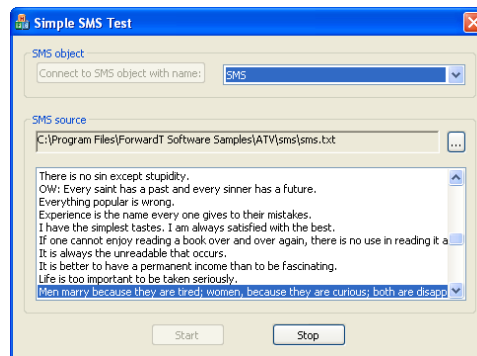 Simple SMS Test
SMS object
Connect to SMS object with name:
SMS
SMS source
C:\Program Files\ForwardT Software Samples\ATV\sms\sms.txt
...
There is no sin except stupidity.
OW: Every saint has a past and every sinner has a future.
Everything popular is wrong.
Experience is the name every one gives to their mistakes.
I have the simplest tastes. I am always satisfied with the best.
If one cannot enjoy reading a book over and over again, there is no use in reading it a
It is always the unreadable that occurs.
It is better to have a permanent income than to be fascinating.
Life is too important to be taken seriously.
Men marry because they are tired; women, because they are curious; both are disapp
Start
Stop